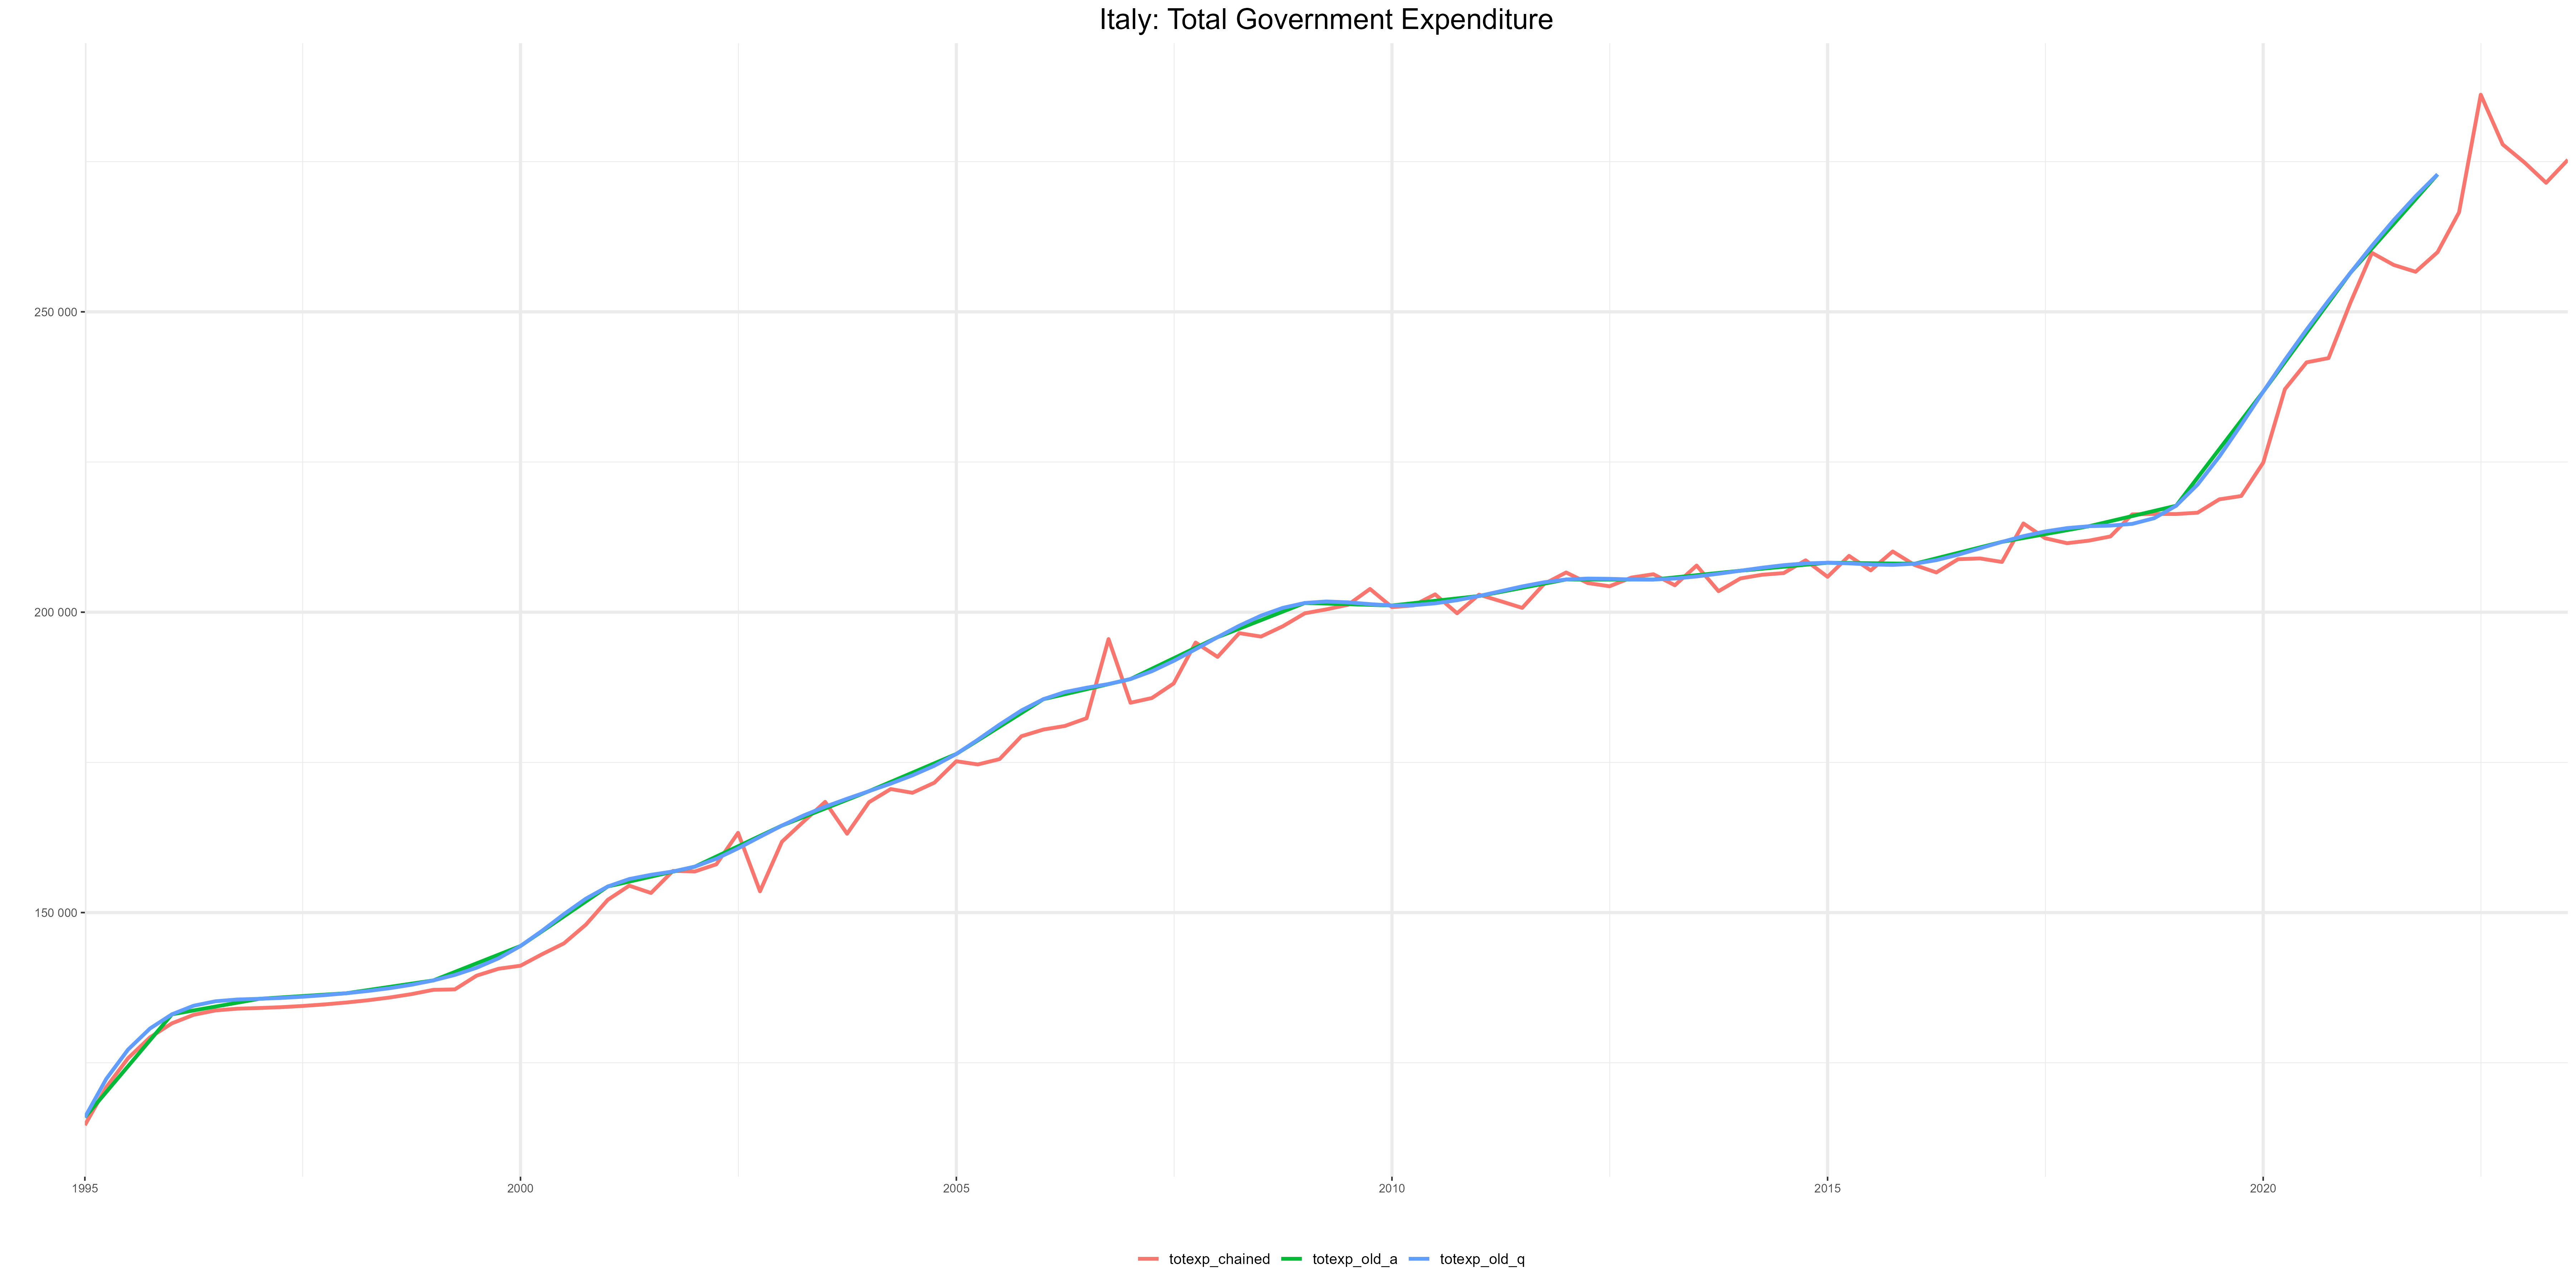 Italy: Total Government Expenditure
250 000
200 000
150 000
1995 2000 2005 2010 2015 2020
totexp_chained totexp_old_a totexp_old_q